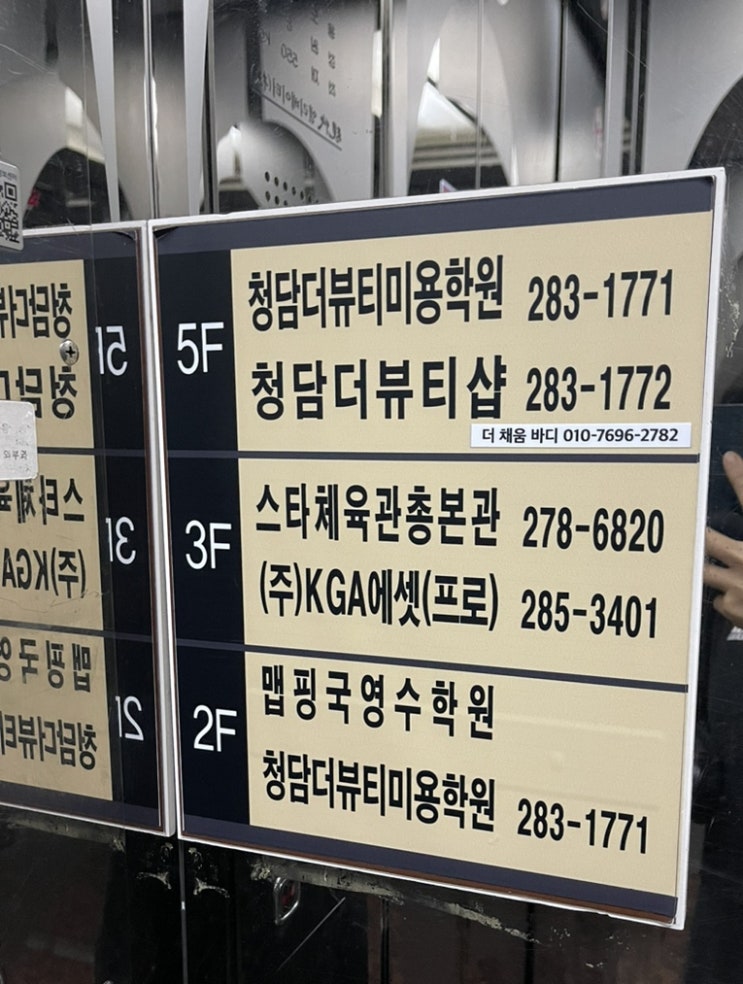 5F
청담더뷰티미용학원 283-1771
청담더뷰티샵 283-1772
더 채움 바디 010-7696-2782
3F
스타체육관총본관 278-6820
(주)KGA에셋(프로) 285-3401
2F
맵핑국영수학원
청담더뷰티미용학원 283-1771